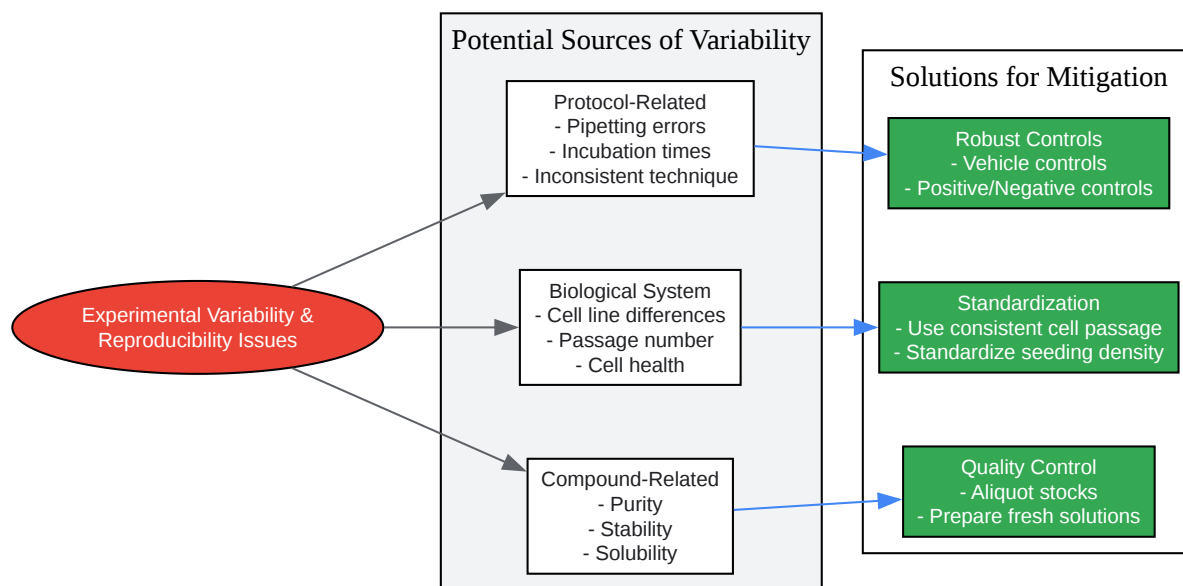 Potential Sources of Variability
Solutions for Mitigation
Experimental Variability &
Reproducibility Issues
Protocol-Related
- Pipetting errors
- Incubation times
- Inconsistent technique
Robust Controls
- Vehicle controls
- Positive/Negative controls
Biological System
- Cell line differences
- Passage number
- Cell health
Standardization
- Use consistent cell passage
- Standardize seeding density
Compound-Related
- Purity
- Stability
- Solubility
Quality Control
- Aliquot stocks
- Prepare fresh solutions